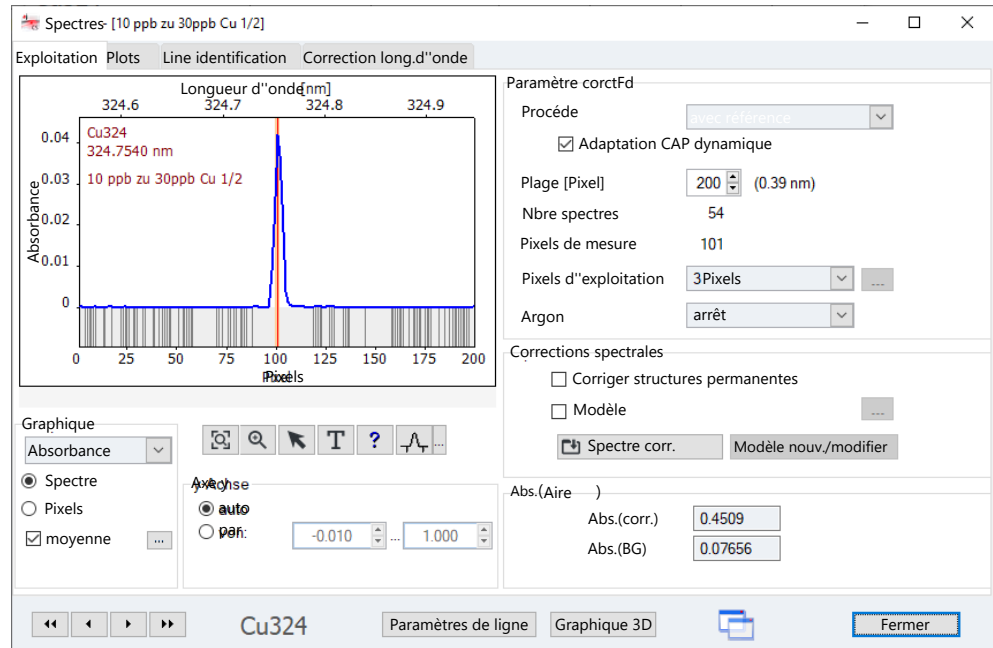 Spectres- [10 ppb zu 30ppb Cu 1/2]
Exploitation Plots Line identification Correction long.d''onde
Longueur d''onde[nm]
324.6 324.7 324.8 324.9
Cu324
324.7540 nm
10 ppb zu 30ppb Cu 1/2
Absorbance
0.04
0.03
0.02
0.01
0
0 25 50 75 100 125 150 175 200
Pixels
Graphique
Absorbance
Spectre
Pixels
moyenne
...
T ? ...
Axe y
auto
par
-0.010 ... 1.000
Paramètre corctFd
Procéde avec référence
Adaptation CAP dynamique
Plage [Pixel] 200 (0.39 nm)
Nbre spectres 54
Pixels de mesure 101
Pixels d''exploitation 3Pixels ...
Argon arrêt
Corrections spectrales
Corriger structures permanentes
Modèle ...
Spectre corr. Modèle nouv./modifier
Abs.(Aire )
Abs.(corr.) 0.4509
Abs.(BG) 0.07656
Cu324 Paramètres de ligne Graphique 3D Fermer